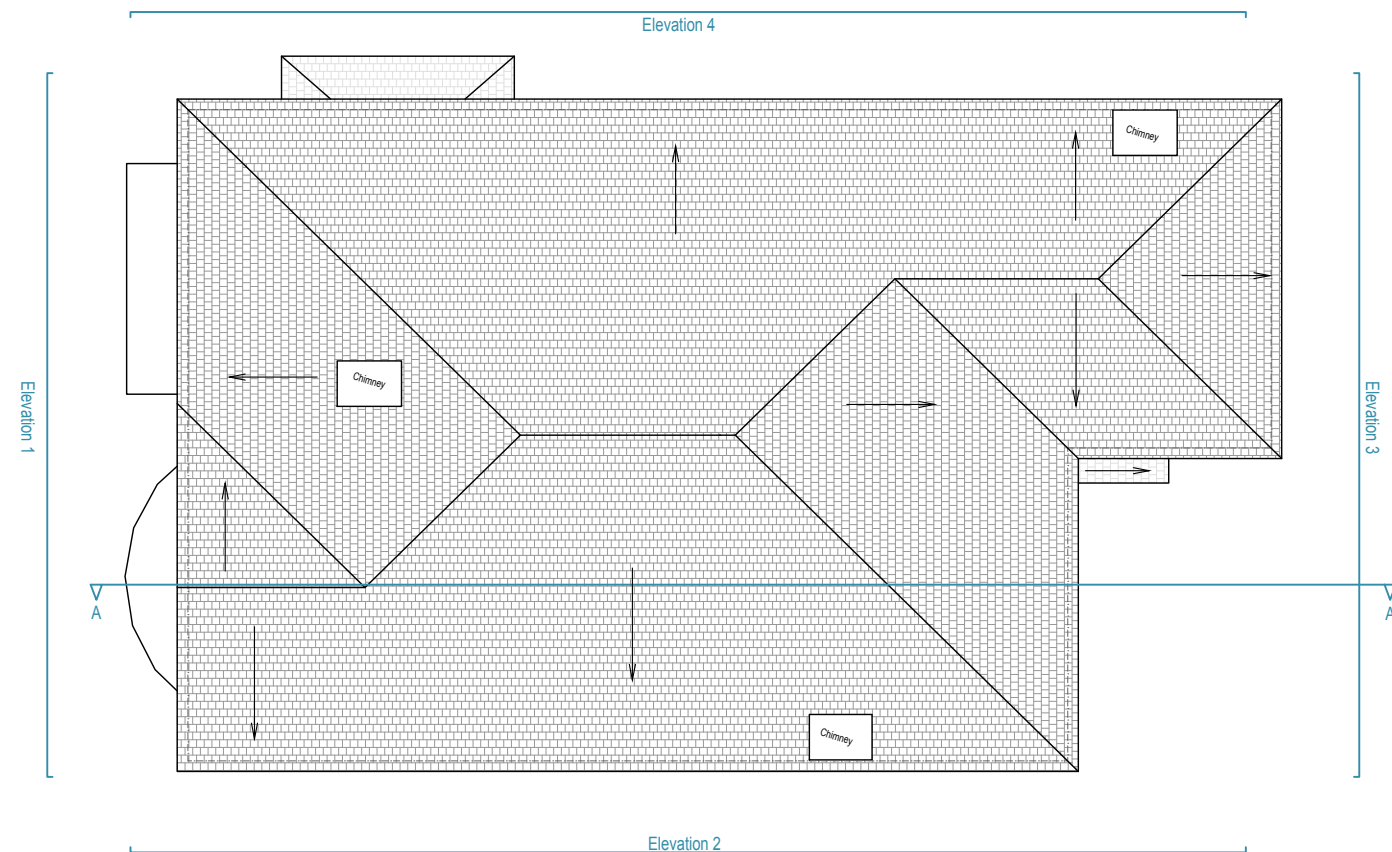 Elevation 4
Chimney
Chimney
Elevation 1
Elevation 3
A
A
Chimney
Elevation 2